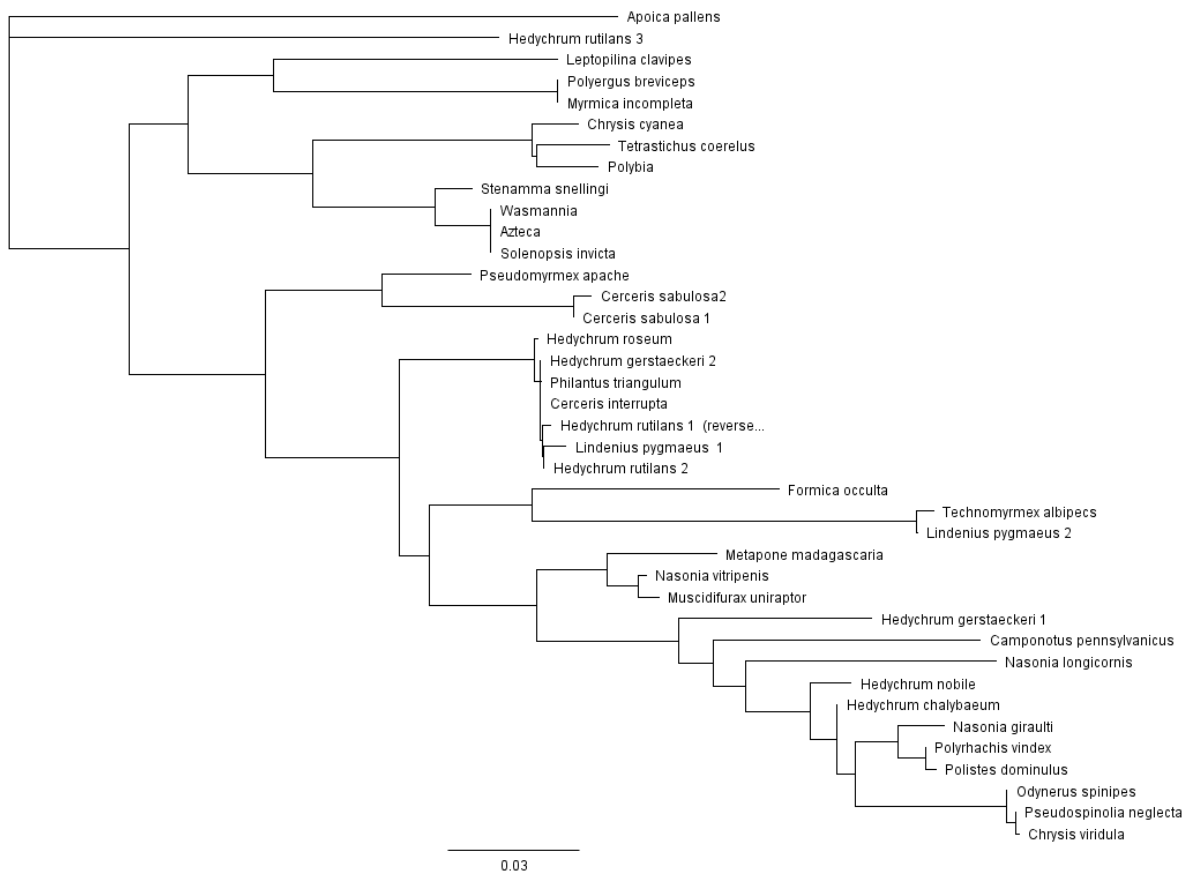 Apoica pallens
Hedychrum rutilans 3
Leptopilina clavipes
Polyergus breviceps
Myrmica incompleta
Chrysis cyanea
Tetrastichus coerelus
Polybia
Stenamma snellingi
Wasmannia
Azteca
Solenopsis invicta
Pseudomyrmex apache
Cerceris sabulosa2
Cerceris sabulosa 1
Hedychrum roseum
Hedychrum gerstaeckeri 2
Philantus triangulum
Cerceris interrupta
Hedychrum rutilans 1 (reverse...
Lindenius pygmaeus 1
Hedychrum rutilans 2
Formica occulta
Technomyrmex albipecs
Lindenius pygmaeus 2
Metapone madagascaria
Nasonia vitripenis
Muscidifurax uniraptor
Hedychrum gerstaeckeri 1
Camponotus pennsylvanicus
Nasonia longicornis
Hedychrum nobile
Hedychrum chalybaeum
Nasonia giraulti
Polyrhachis vindex
Polistes dominulus
Odynerus spinipes
Pseudospinolia neglecta
Chrysis viridula
0.03